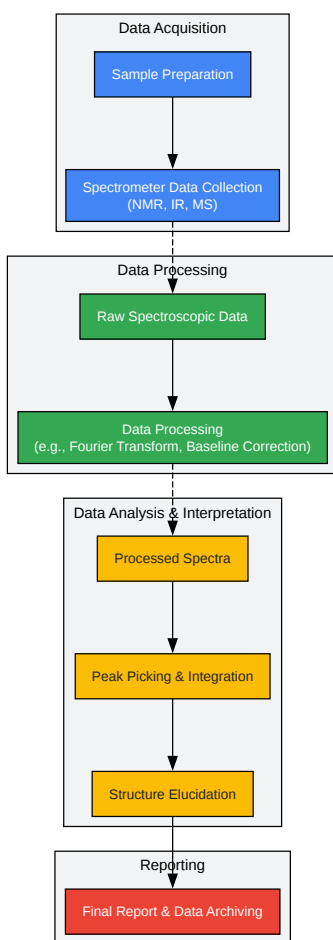 Data Acquisition
Sample Preparation
Spectrometer Data Collection
(NMR, IR, MS)
Data Processing
Raw Spectroscopic Data
Data Processing
(e.g., Fourier Transform, Baseline Correction)
Data Analysis & Interpretation
Processed Spectra
Peak Picking & Integration
Structure Elucidation
Reporting
Final Report & Data Archiving